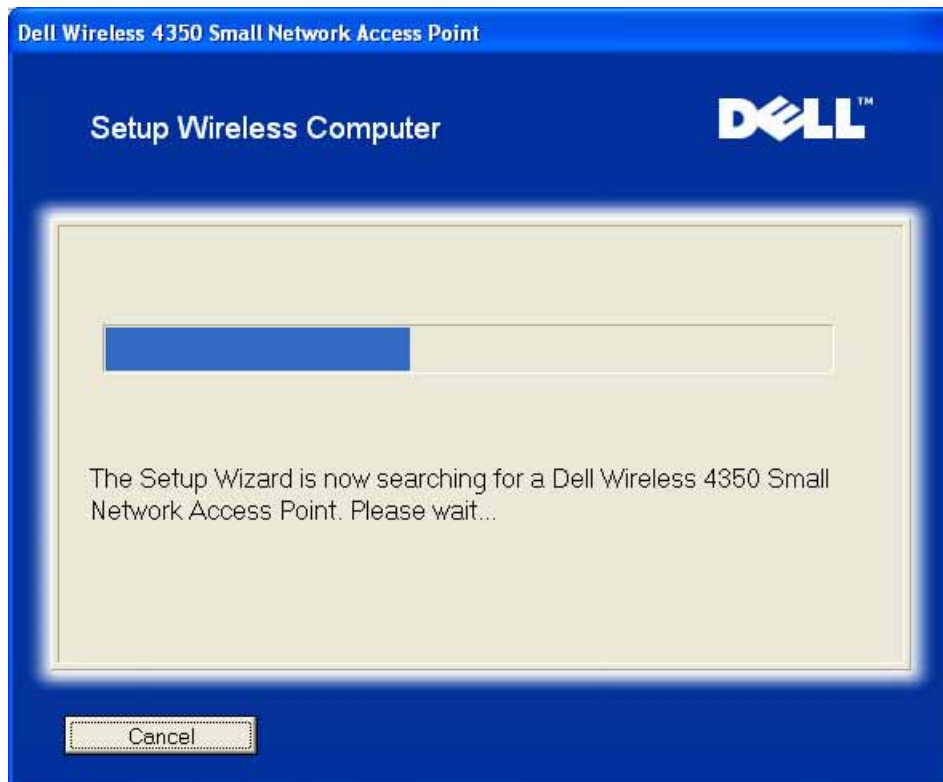 Dell Wireless 4350 Small Network Access Point
Setup Wireless Computer
DELL™
The Setup Wizard is now searching for a Dell Wireless 4350 Small
Network Access Point. Please wait...
Cancel